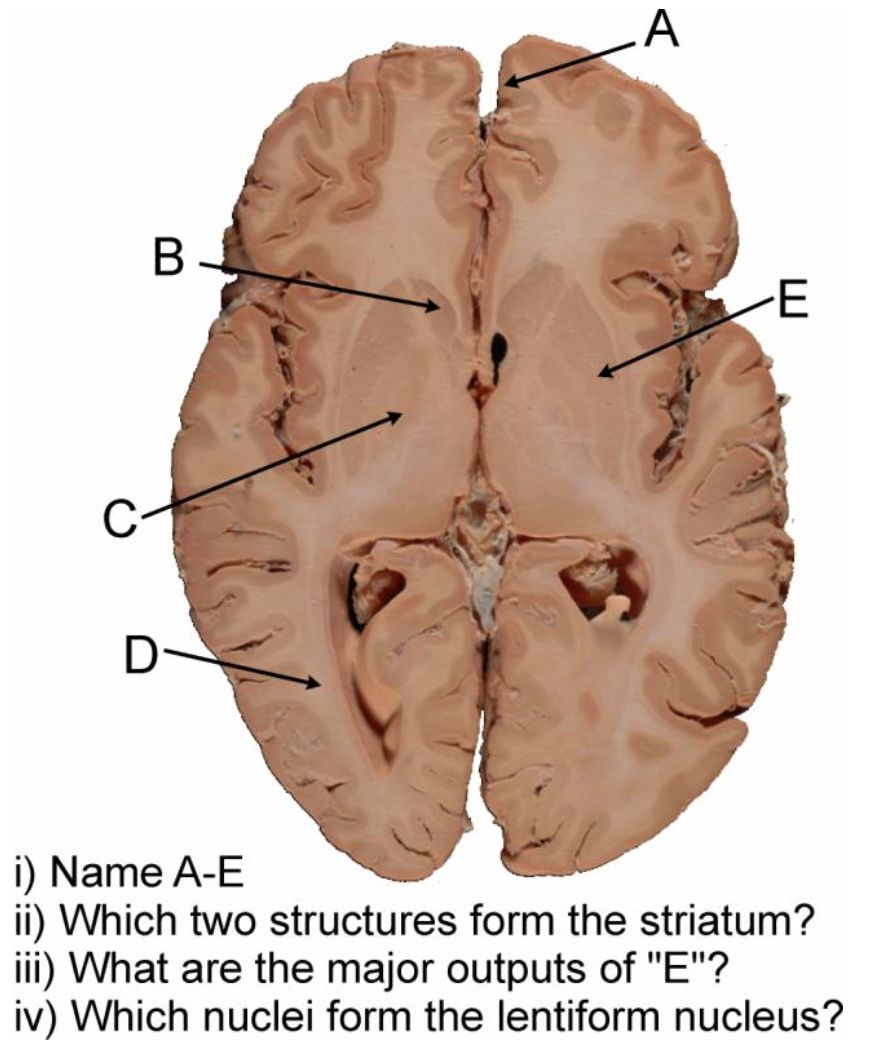 A
B
E
C
D
i) Name A-E
ii) Which two structures form the striatum?
iii) What are the major outputs of "E"?
iv) Which nuclei form the lentiform nucleus?